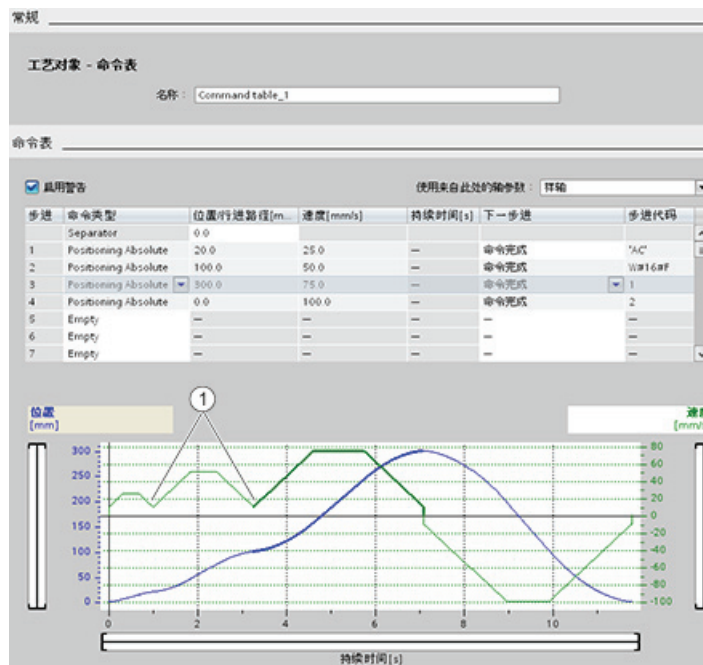 常规
工艺对象 - 命令表
名称： Command table_1
命令表
启用警告 使用来自此处的轴参数： 样轴
步进 命令类型 位置/行进路径[m... 速度[mm/s] 持续时间[s] 下一步进 步进代码
Separator 0.0
1 Positioning Absolute 20.0 25.0 — 命令完成 "AC"
2 Positioning Absolute 100.0 50.0 — 命令完成 W#16#F
3 Positioning Absolute 300.0 75.0 — 命令完成 1
4 Positioning Absolute 0.0 100.0 — 命令完成 2
5 Empty — — — — —
6 Empty — — — — —
7 Empty — — — — —
位置 1 速度
[mm] [mm/s
300 80
250 60
200 40
150 20
100 0
50 -20
0 -40
-60
-80
-100
0 2 4 6 8 10
持续时间[s]